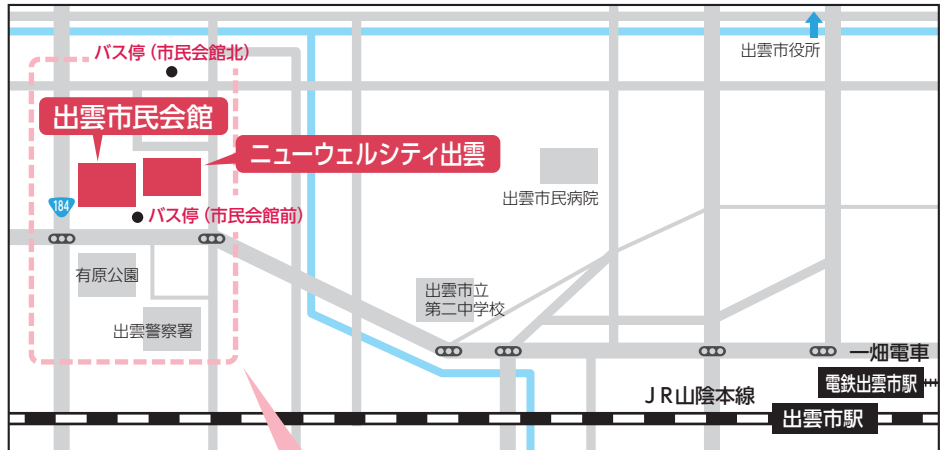 バス停（市民会館北）
出雲市役所
出雲市民会館
ニューウェルシティ出雲
出雲市民病院
184
バス停（市民会館前）
有原公園
出雲市立
第二中学校
出雲警察署
一畑電車
電鉄出雲市駅
JR山陰本線
出雲市駅